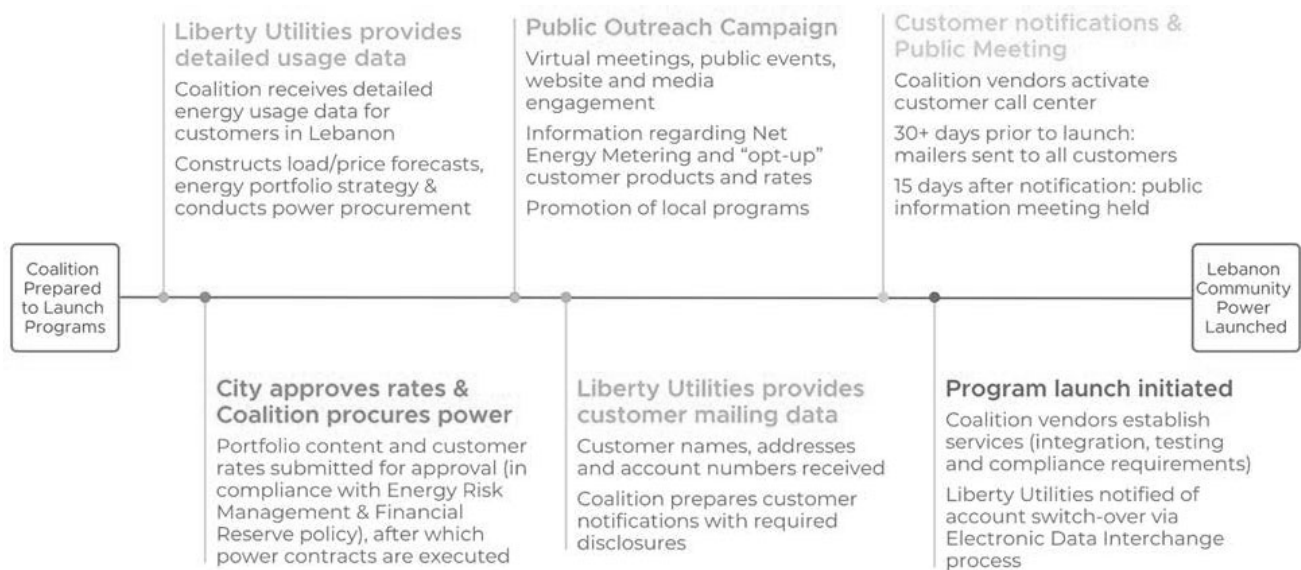 Liberty Utilities provides
detailed usage data
Coalition receives detailed
energy usage data for
customers in Lebanon
Constructs load/price forecasts,
energy portfolio strategy &
conducts power procurement
Public Outreach Campaign
Virtual meetings, public events,
website and media
engagement
Information regarding Net
Energy Metering and “opt-up”
customer products and rates
Promotion of local programs
Customer notifications &
Public Meeting
Coalition vendors activate
customer call center
30+ days prior to launch:
mailers sent to all customers
15 days after notification: public
information meeting held
Coalition
Prepared
to Launch
Programs
Lebanon
Community
Power
Launched
City approves rates &
Coalition procures power
Portfolio content and customer
rates submitted for approval (in
compliance with Energy Risk
Management & Financial
Reserve policy), after which
power contracts are executed
Liberty Utilities provides
customer mailing data
Customer names, addresses
and account numbers received
Coalition prepares customer
notifications with required
disclosures
Program launch initiated
Coalition vendors establish
services (integration, testing
and compliance requirements)
Liberty Utilities notified of
account switch-over via
Electronic Data Interchange
process